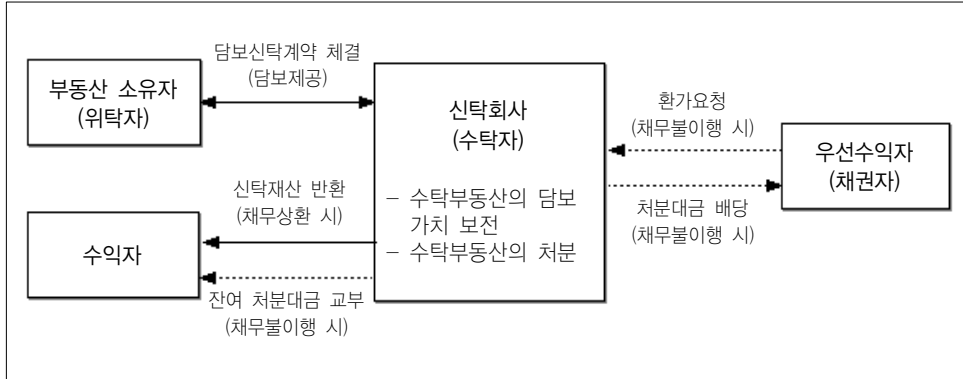 담보신탁계약 체결
(담보제공)
부동산 소유자
(위탁자)
신탁회사
(수탁자)
– 수탁부동산의 담보
가치 보전
– 수탁부동산의 처분
환가요청
(채무불이행 시)
우선수익자
(채권자)
처분대금 배당
(채무불이행 시)
신탁재산 반환
(채무상환 시)
수익자
잔여 처분대금 교부
(채무불이행 시)